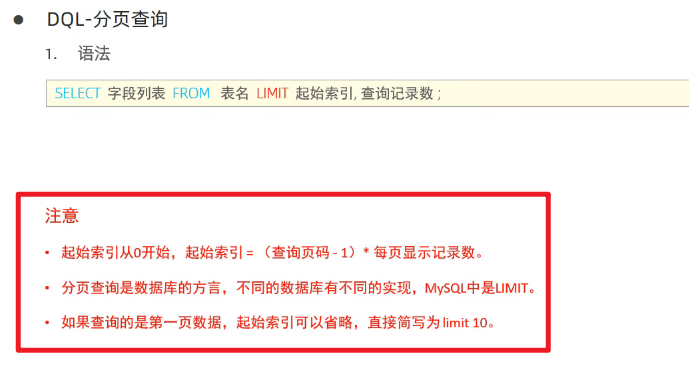 ● DQL-分页查询
1. 语法
SELECT 字段列表 FROM 表名 LIMIT 起始索引, 查询记录数 ;
注意
• 起始索引从0开始，起始索引 = （查询页码 - 1）* 每页显示记录数。
• 分页查询是数据库的方言，不同的数据库有不同的实现，MySQL中是LIMIT。
• 如果查询的是第一页数据，起始索引可以省略，直接简写为 limit 10。